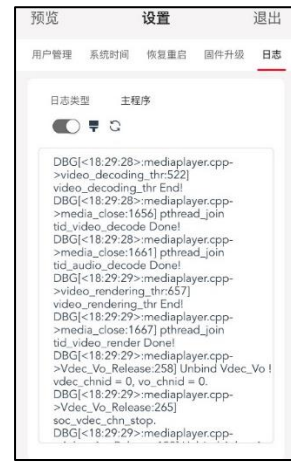 预览 设置 退出
用户管理 系统时间 恢复重启 固件升级 日志
日志类型 主程序
DBG[<18:29:28>:mediaplayer.cpp-
>video_decoding_thr:522]
video_decoding_thr End!
DBG[<18:29:28>:mediaplayer.cpp-
>media_close:1656] pthread_join
tid_video_decode Done!
DBG[<18:29:28>:mediaplayer.cpp-
>media_close:1661] pthread_join
tid_audio_decode Done!
DBG[<18:29:29>:mediaplayer.cpp-
>video_rendering_thr:657]
video_rendering_thr End!
DBG[<18:29:29>:mediaplayer.cpp-
>media_close:1667] pthread_join
tid_video_render Done!
DBG[<18:29:29>:mediaplayer.cpp-
>Vdec_Vo_Release:258] Unbind Vdec_Vo !
vdec_chnid = 0, vo_chnid = 0.
DBG[<18:29:29>:mediaplayer.cpp-
>Vdec_Vo_Release:265]
soc_vdec_chn_stop.
DBG[<18:29:29>:mediaplayer.cpp-